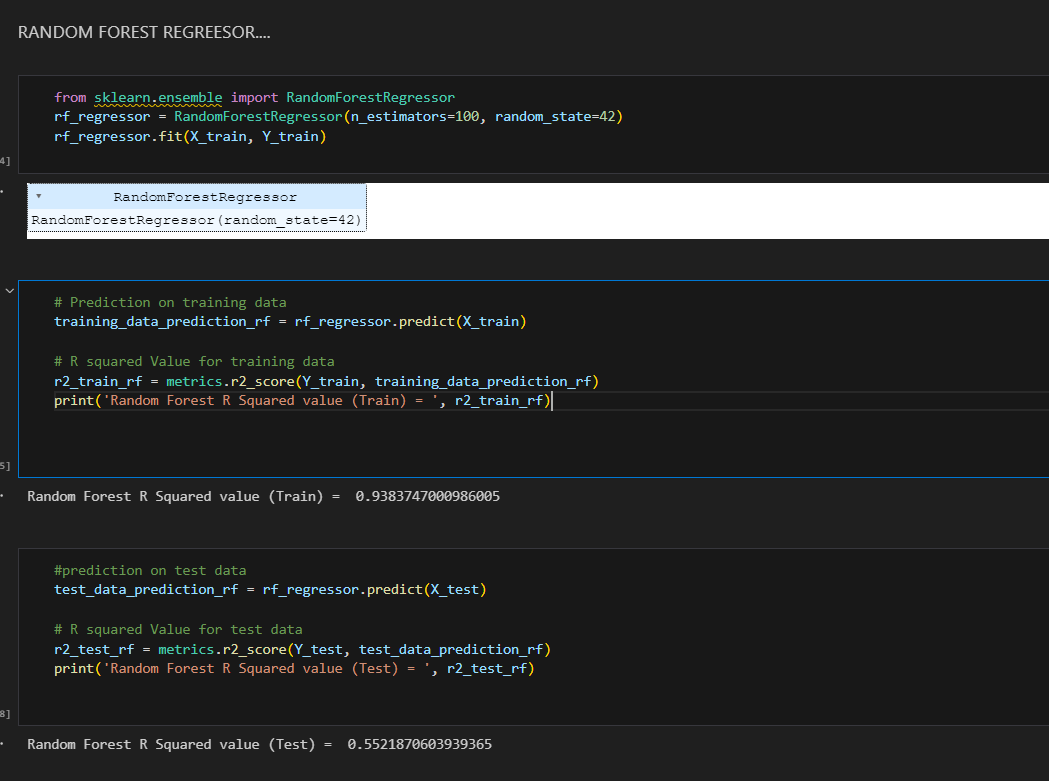 RANDOM FOREST REGREESOR....
from sklearn.ensemble import RandomForestRegressor
rf_regressor = RandomForestRegressor(n_estimators=100, random_state=42)
rf_regressor.fit(X_train, Y_train)
4]
RandomForestRegressor
RandomForestRegressor(random_state=42)
# Prediction on training data
training_data_prediction_rf = rf_regressor.predict(X_train)
# R squared Value for training data
r2_train_rf = metrics.r2_score(Y_train, training_data_prediction_rf)
print('Random Forest R Squared value (Train) = ', r2_train_rf)
5]
Random Forest R Squared value (Train) =  0.9383747000986005
#prediction on test data
test_data_prediction_rf = rf_regressor.predict(X_test)
# R squared Value for test data
r2_test_rf = metrics.r2_score(Y_test, test_data_prediction_rf)
print('Random Forest R Squared value (Test) = ', r2_test_rf)
8]
Random Forest R Squared value (Test) =  0.5521870603939365